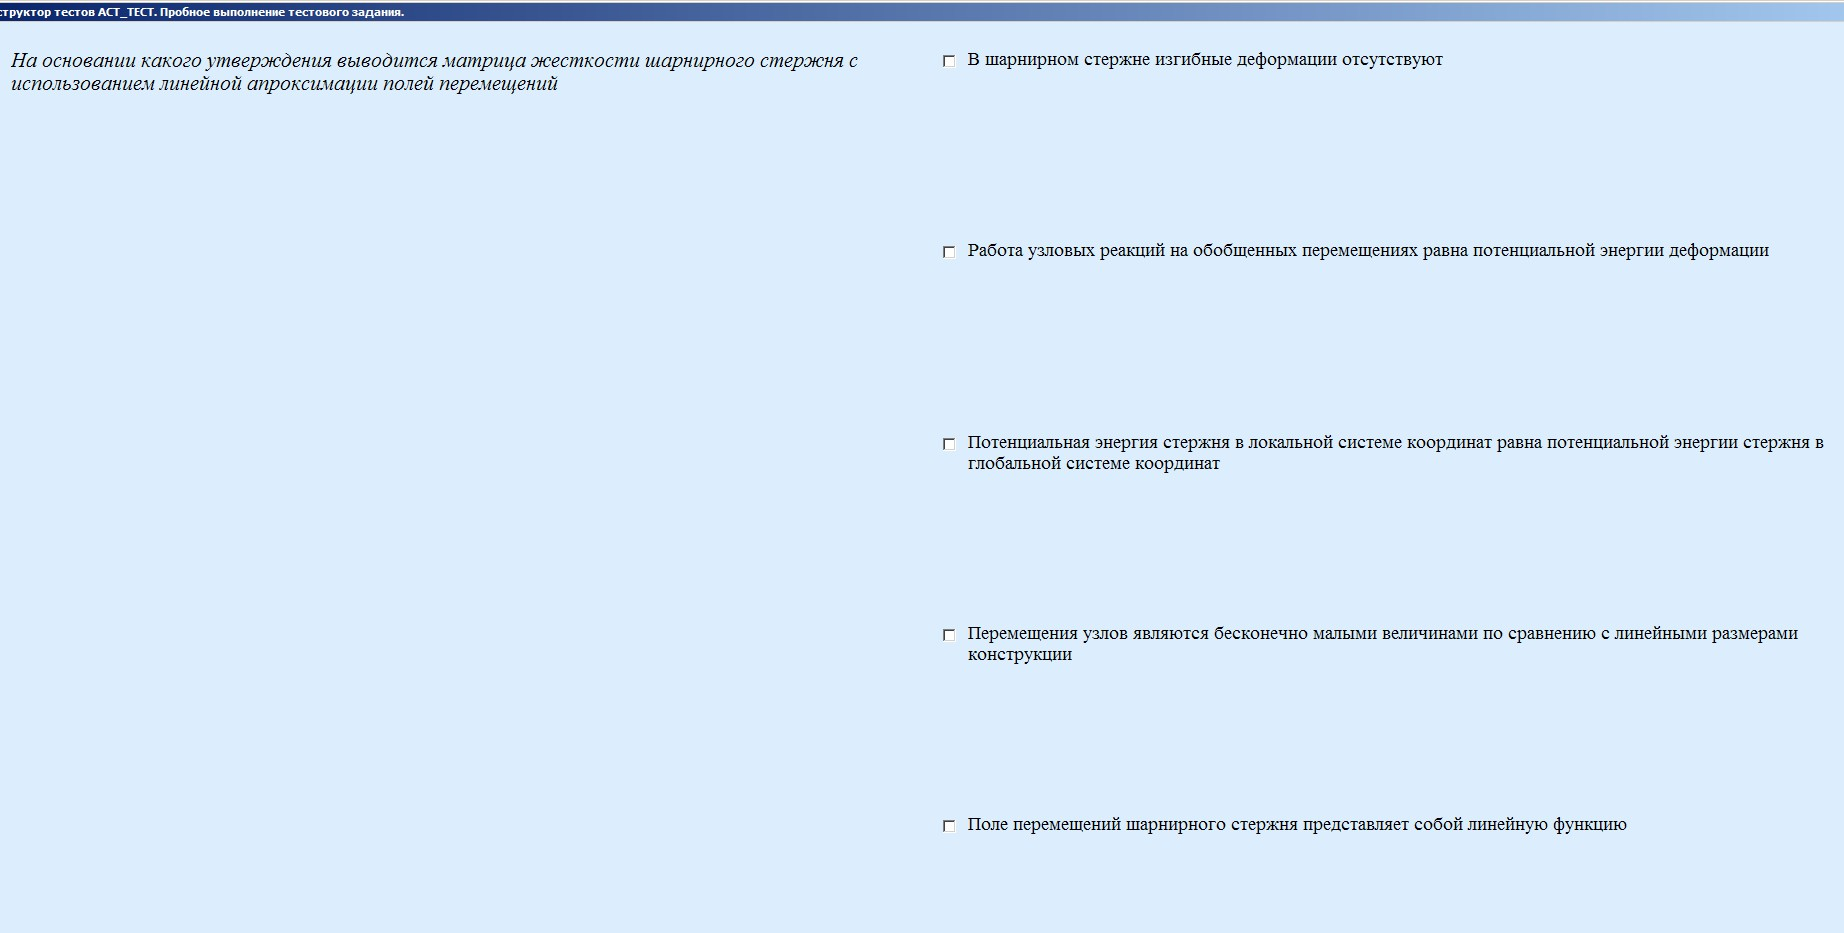 структор тестов АСТ_ТЕСТ. Пробное выполнение тестового задания.
На основании какого утверждения выводится матрица жесткости шарнирного стержня с
использованием линейной апроксимации полей перемещений
В шарнирном стержне изгибные деформации отсутствуют
Работа узловых реакций на обобщенных перемещениях равна потенциальной энергии деформации
Потенциальная энергия стержня в локальной системе координат равна потенциальной энергии стержня в
глобальной системе координат
Перемещения узлов являются бесконечно малыми величинами по сравнению с линейными размерами
конструкции
Поле перемещений шарнирного стержня представляет собой линейную функцию